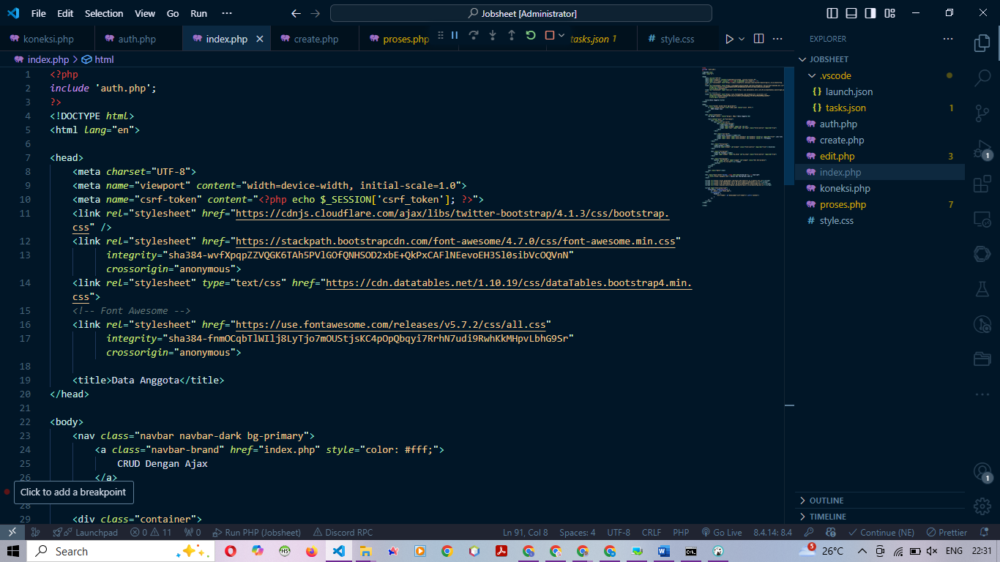 File Edit Selection View Go Run ··· Jobsheet [Administrator]
koneksi.php auth.php index.php create.php proses.php tasks.json 1 style.css
index.php > html
1 <?php
2 include 'auth.php';
3 ?>
4 <!DOCTYPE html>
5 <html lang="en">
6
7 <head>
8 <meta charset="UTF-8">
9 <meta name="viewport" content="width=device-width, initial-scale=1.0">
10 <meta name="csrf-token" content="<?php echo $_SESSION['csrf_token']; ?>">
11 <link rel="stylesheet" href="https://cdnjs.cloudflare.com/ajax/libs/twitter-bootstrap/4.1.3/css/bootstrap.
css" />
12 <link rel="stylesheet" href="https://stackpath.bootstrapcdn.com/font-awesome/4.7.0/css/font-awesome.min.css"
13 integrity="sha384-wvfXpqpZZVQGK6TAh5PVlGOfQNHSOD2xbE+QkPxCAFlNEevoEH3Sl0sibVcOQVnN"
crossorigin="anonymous">
14 <link rel="stylesheet" type="text/css" href="https://cdn.datatables.net/1.10.19/css/dataTables.bootstrap4.min.
css">
15 <!-- Font Awesome -->
16 <link rel="stylesheet" href="https://use.fontawesome.com/releases/v5.7.2/css/all.css"
17 integrity="sha384-fnmOCqbTlWIlj8LyTjo7mOUStjsKC4pOpQbqyi7RrhN7udi9RwhKkMHpvLbhG9Sr"
crossorigin="anonymous">
18
19 <title>Data Anggota</title>
20 </head>
21
22 <body>
23 <nav class="navbar navbar-dark bg-primary">
24 <a class="navbar-brand" href="index.php" style="color: #fff;">
25 CRUD Dengan Ajax
26 </a>
Click to add a breakpoint
28
29 <div class="container">
EXPLORER ···
JOBSHEET
.vscode
launch.json
tasks.json 1
auth.php
create.php
edit.php 3
index.php
koneksi.php
proses.php 7
style.css
OUTLINE
TIMELINE
1
1
Launchpad 0 11 0 Run PHP (Jobsheet) Discord RPC Ln 91, Col 8 Spaces: 4 UTF-8 CRLF PHP Go Live 8.4.14: 8.4 Continue (NE) Prettier
Search HS 5 26°C ENG 22:31